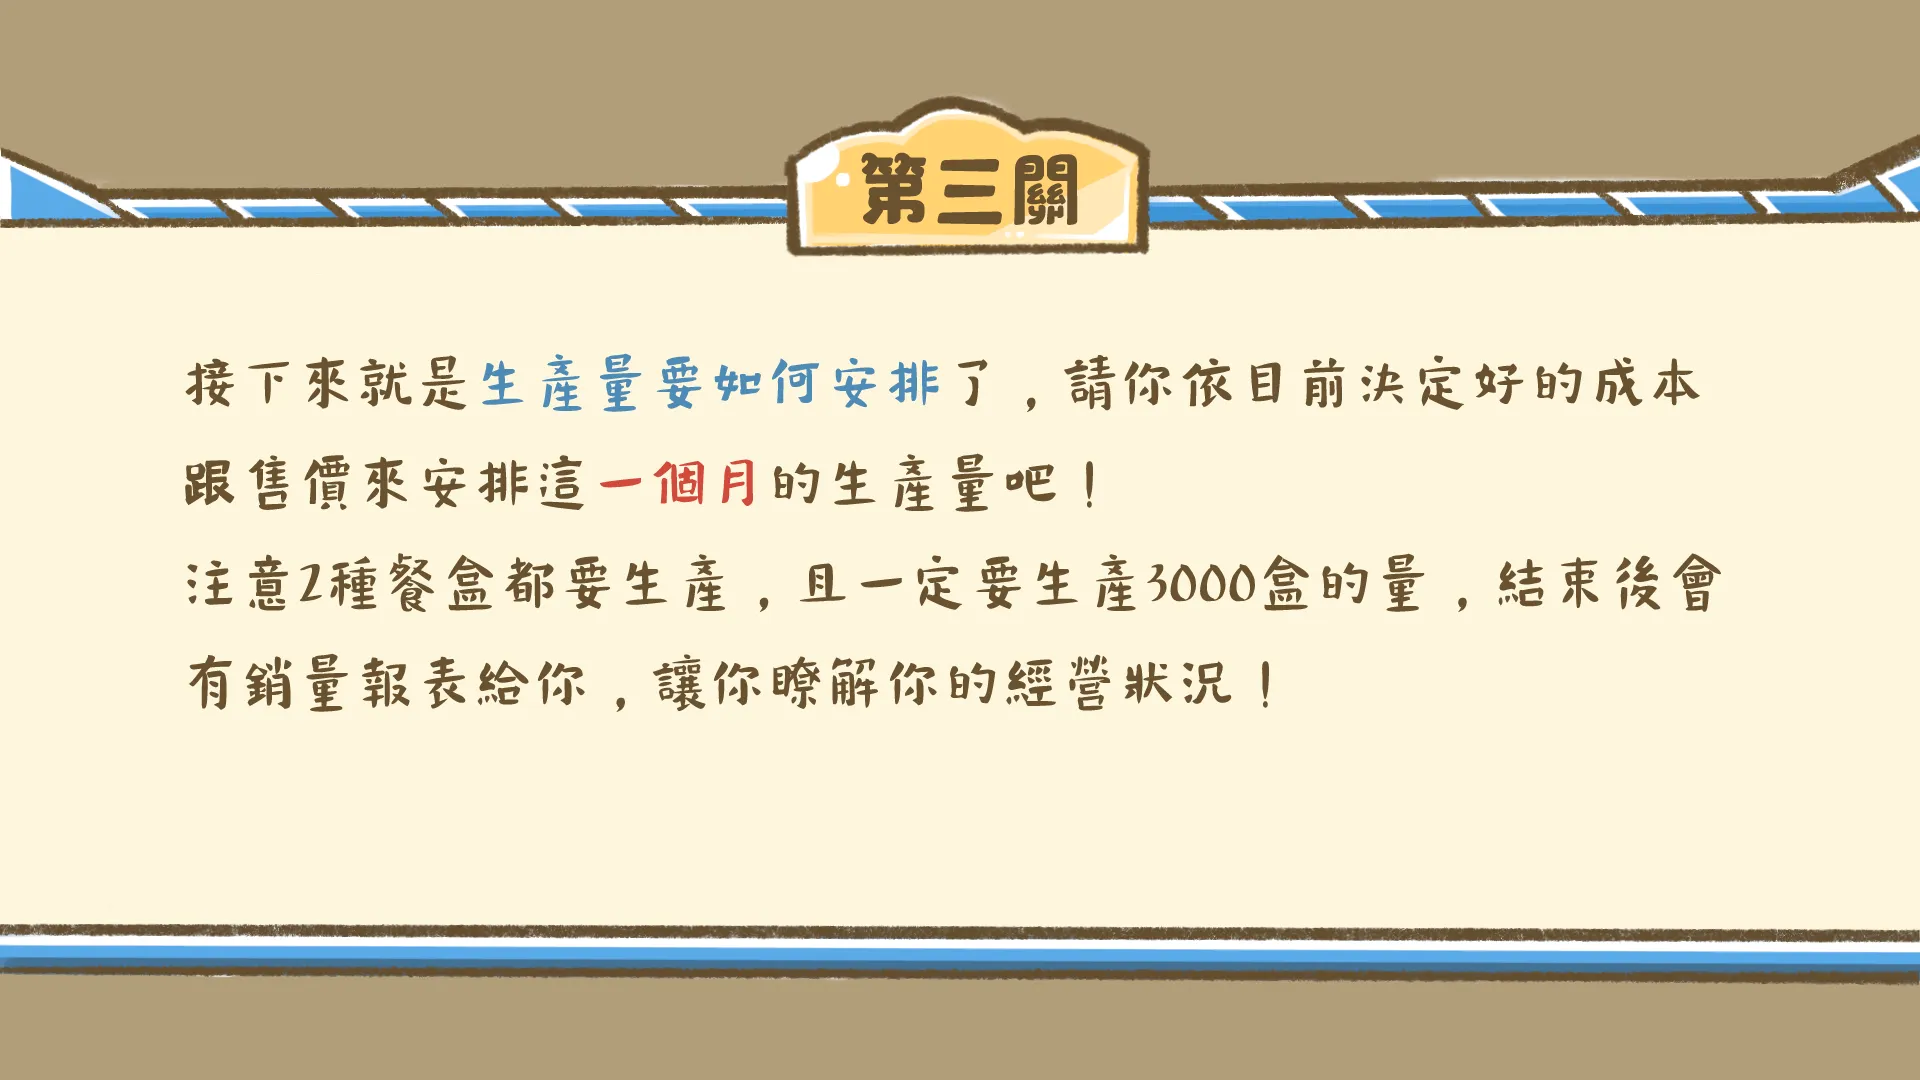 第三關
接下來就是生產量要如何安排了，請你依目前決定好的成本
跟售價來安排這一個月的生產量吧！
注意2種餐盒都要生產，且一定要生產3000盒的量，結束後會
有銷量報表給你，讓你瞭解你的經營狀況！